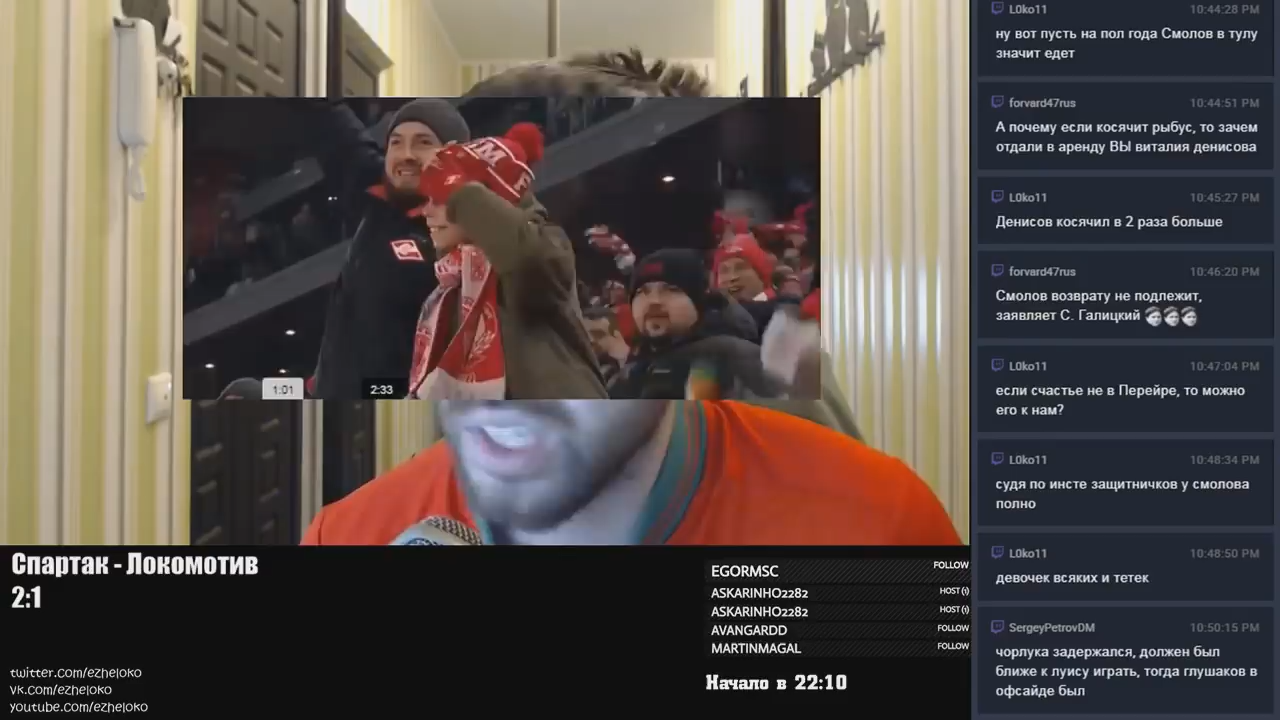 1:01
2:33
Спартак - Локомотив
2:1
twitter.com/ezheloko
vk.com/ezheloko
youtube.com/ezheloko
EGORMSC FOLLOW
ASKARINHO2282 HOST (1)
ASKARINHO2282 HOST (1)
AVANGARDD FOLLOW
MARTINMAGAL FOLLOW
Начало в 22:10
L0ko11 10:44:28 PM
ну вот пусть на пол года Смолов в тулу
значит едет
forvard47rus 10:44:51 PM
А почему если косячит рыбус, то зачем
отдали в аренду ВЫ виталия денисова
L0ko11 10:45:27 PM
Денисов косячил в 2 раза больше
forvard47rus 10:46:20 PM
Смолов возврату не подлежит,
заявляет С. Галицкий
L0ko11 10:47:04 PM
если счастье не в Перейре, то можно
его к нам?
L0ko11 10:48:34 PM
судя по инсте защитничков у смолова
полно
L0ko11 10:48:50 PM
девочек всяких и тетек
SergeyPetrovDM 10:50:15 PM
чорлука задержался, должен был
ближе к луису играть, тогда глушаков в
офсайде был